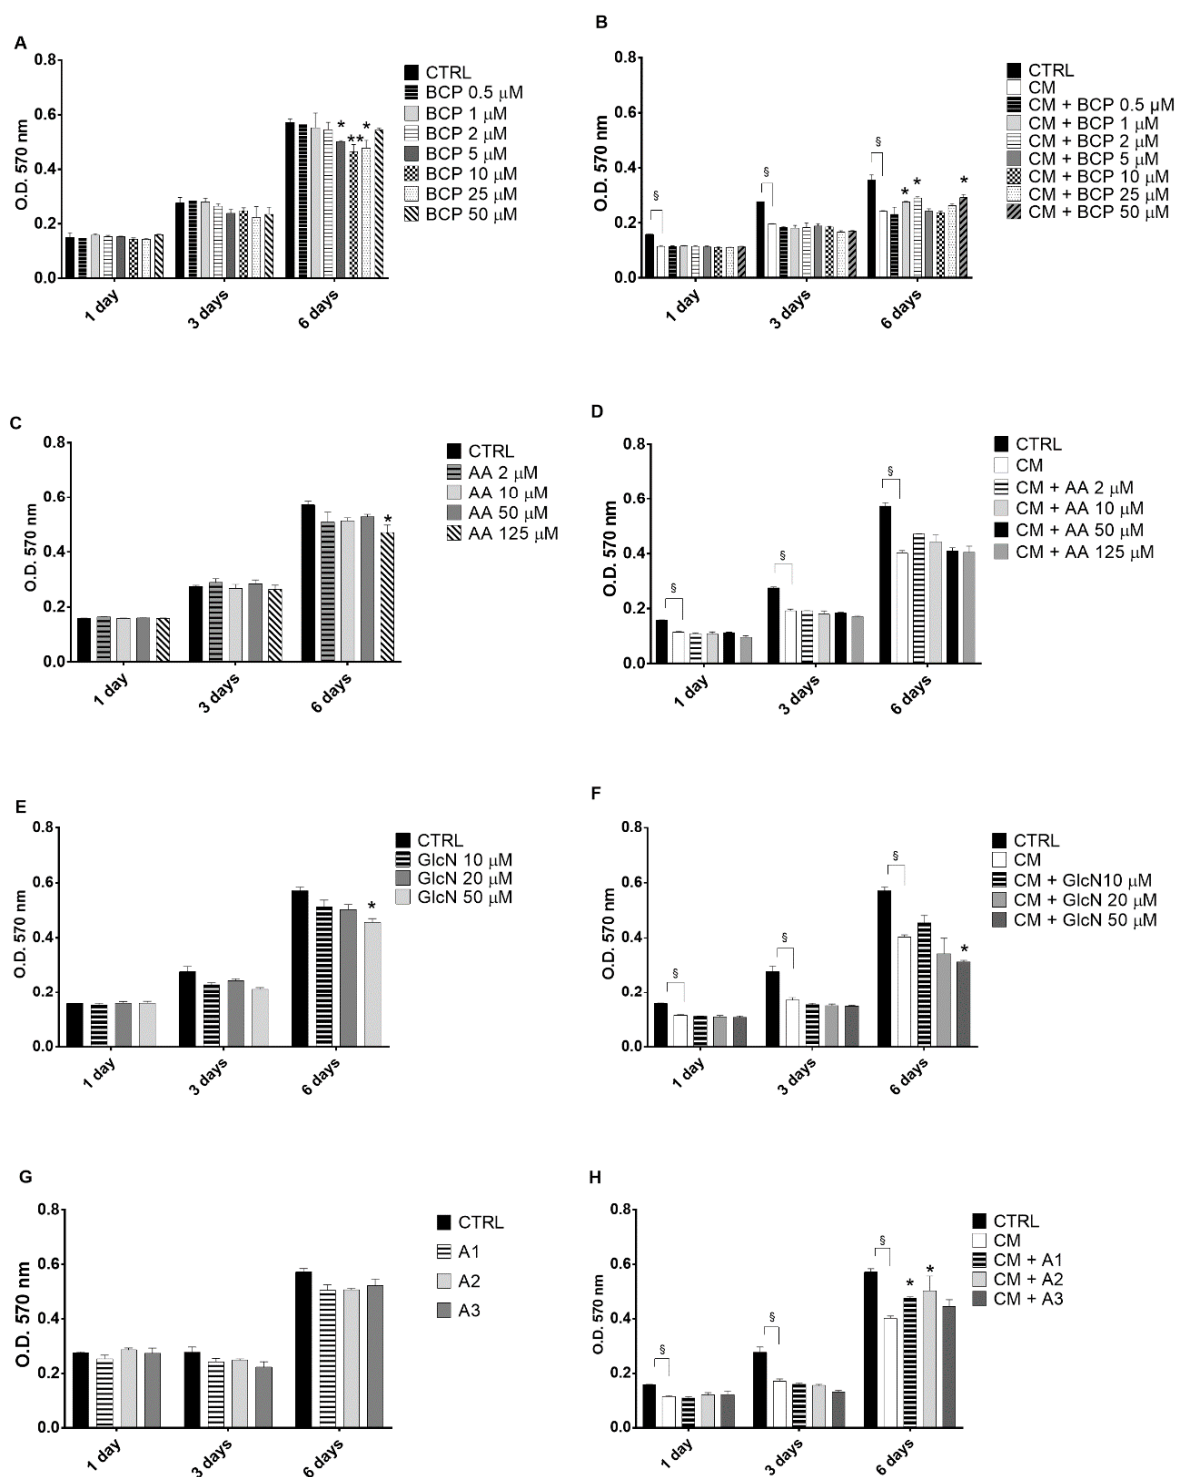 A
0.8
0.6
0.4
0.2
0.0
O.D. 570 nm
* ** *
1 day
3 days
6 days
CTRL
BCP 0.5 μM
BCP 1 μM
BCP 2 μM
BCP 5 μM
BCP 10 μM
BCP 25 μM
BCP 50 μM
B
0.8
0.6
0.4
0.2
0.0
O.D. 570 nm
§
§
§
* * *
1 day
3 days
6 days
CTRL
CM
CM + BCP 0.5 μM
CM + BCP 1 μM
CM + BCP 2 μM
CM + BCP 5 μM
CM + BCP 10 μM
CM + BCP 25 μM
CM + BCP 50 μM
C
0.8
0.6
0.4
0.2
0.0
O.D. 570 nm
*
1 day
3 days
6 days
CTRL
AA 2 μM
AA 10 μM
AA 50 μM
AA 125 μM
D
0.8
0.6
0.4
0.2
0.0
O.D. 570 nm
§
§
§
1 day
3 days
6 days
CTRL
CM
CM + AA 2 μM
CM + AA 10 μM
CM + AA 50 μM
CM + AA 125 μM
E
0.8
0.6
0.4
0.2
0.0
O.D. 570 nm
*
1 day
3 days
6 days
CTRL
GlcN 10 μM
GlcN 20 μM
GlcN 50 μM
F
0.8
0.6
0.4
0.2
0.0
O.D. 570 nm
§
§
§
*
1 day
3 days
6 days
CTRL
CM
CM + GlcN10 μM
CM + GlcN 20 μM
CM + GlcN 50 μM
G
0.8
0.6
0.4
0.2
0.0
O.D. 570 nm
1 day
3 days
6 days
CTRL
A1
A2
A3
H
0.8
0.6
0.4
0.2
0.0
O.D. 570 nm
§
§
§
* *
1 day
3 days
6 days
CTRL
CM
CM + A1
CM + A2
CM + A3